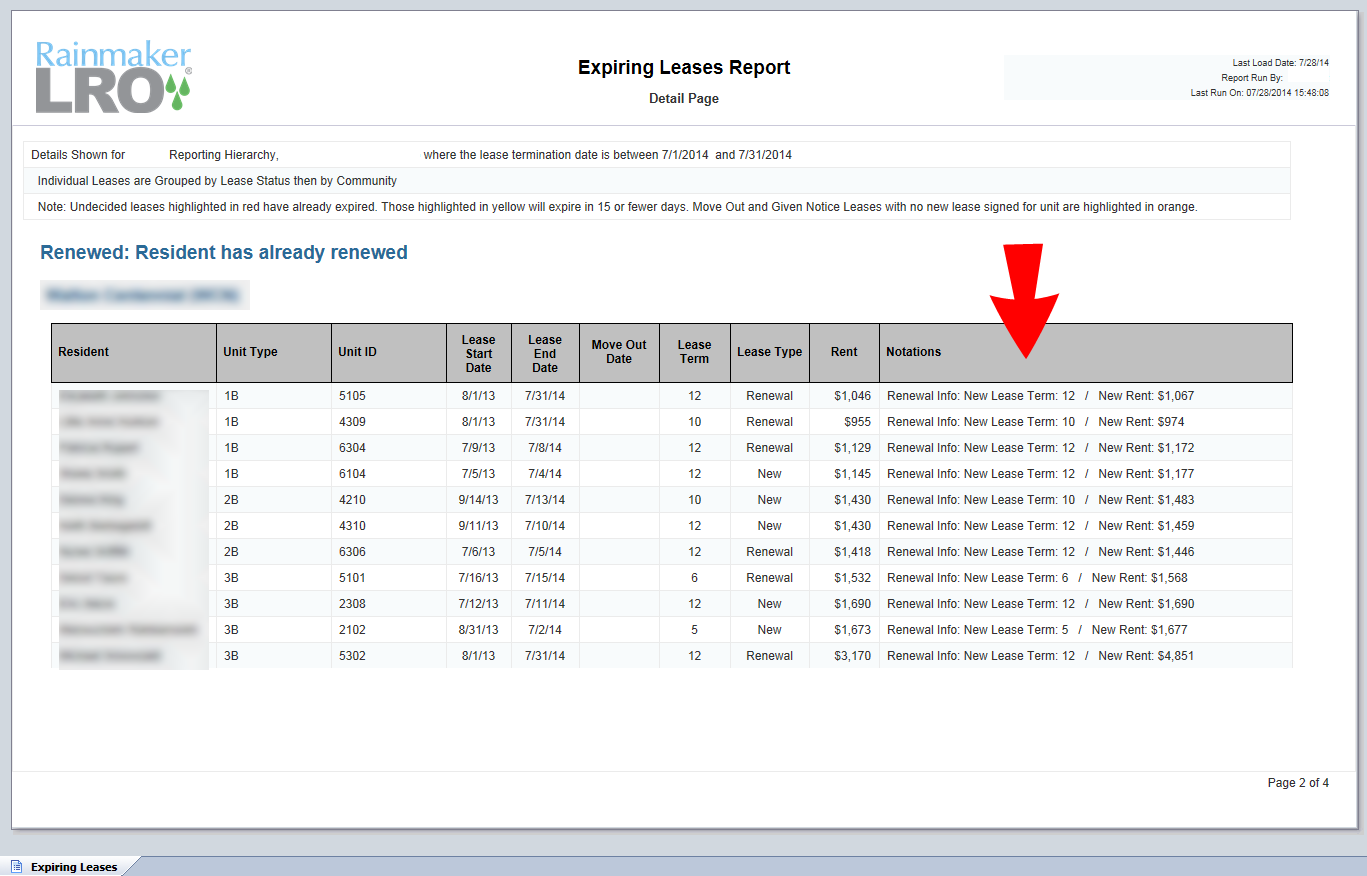 Rainmaker
LRO®
Expiring Leases Report
Detail Page
Last Load Date: 7/28/14
Report Run By:
Last Run On: 07/28/2014 15:48:08
Details Shown for Reporting Hierarchy, where the lease termination date is between 7/1/2014 and 7/31/2014
Individual Leases are Grouped by Lease Status then by Community
Note: Undecided leases highlighted in red have already expired. Those highlighted in yellow will expire in 15 or fewer days. Move Out and Given Notice Leases with no new lease signed for unit are highlighted in orange.
Renewed: Resident has already renewed
Resident Unit Type Unit ID Lease Start Date Lease End Date Move Out Date Lease Term Lease Type Rent Notations
1B 5105 8/1/13 7/31/14 12 Renewal $1,046 Renewal Info: New Lease Term: 12 / New Rent: $1,067
1B 4309 8/1/13 7/31/14 10 Renewal $955 Renewal Info: New Lease Term: 10 / New Rent: $974
1B 6304 7/9/13 7/8/14 12 Renewal $1,129 Renewal Info: New Lease Term: 12 / New Rent: $1,172
1B 6104 7/5/13 7/4/14 12 New $1,145 Renewal Info: New Lease Term: 12 / New Rent: $1,177
2B 4210 9/14/13 7/13/14 10 New $1,430 Renewal Info: New Lease Term: 10 / New Rent: $1,483
2B 4310 9/11/13 7/10/14 12 New $1,430 Renewal Info: New Lease Term: 12 / New Rent: $1,459
2B 6306 7/6/13 7/5/14 12 Renewal $1,418 Renewal Info: New Lease Term: 12 / New Rent: $1,446
3B 5101 7/16/13 7/15/14 6 Renewal $1,532 Renewal Info: New Lease Term: 6 / New Rent: $1,568
3B 2308 7/12/13 7/11/14 12 New $1,690 Renewal Info: New Lease Term: 12 / New Rent: $1,690
3B 2102 8/31/13 7/2/14 5 New $1,673 Renewal Info: New Lease Term: 5 / New Rent: $1,677
3B 5302 8/1/13 7/31/14 12 Renewal $3,170 Renewal Info: New Lease Term: 12 / New Rent: $4,851
Page 2 of 4
Expiring Leases